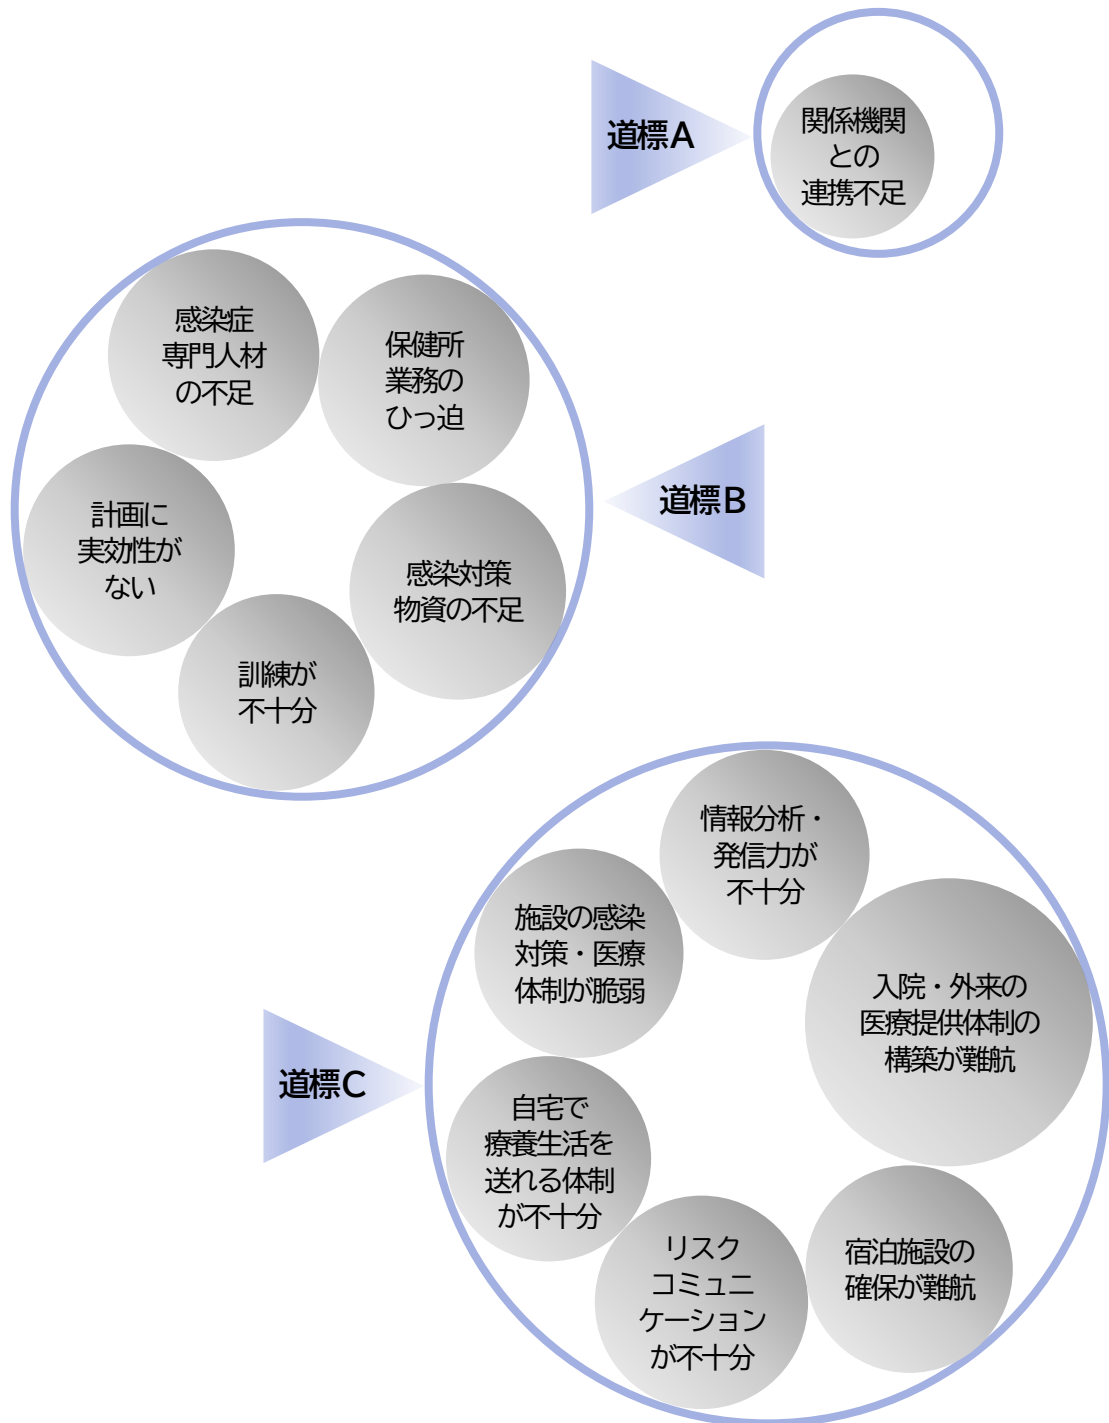 道標A
関係機関
との
連携不足
感染症
専門人材
の不足
保健所
業務の
ひっ迫
計画に
実効性が
ない
道標B
感染対策
物資の不足
訓練が
不十分
情報分析・
発信力が
不十分
施設の感染
対策・医療
体制が脆弱
入院・外来の
医療提供体制の
構築が難航
道標C
自宅で
療養生活を
送れる体制
が不十分
リスク
コミュニ
ケーション
が不十分
宿泊施設の
確保が難航